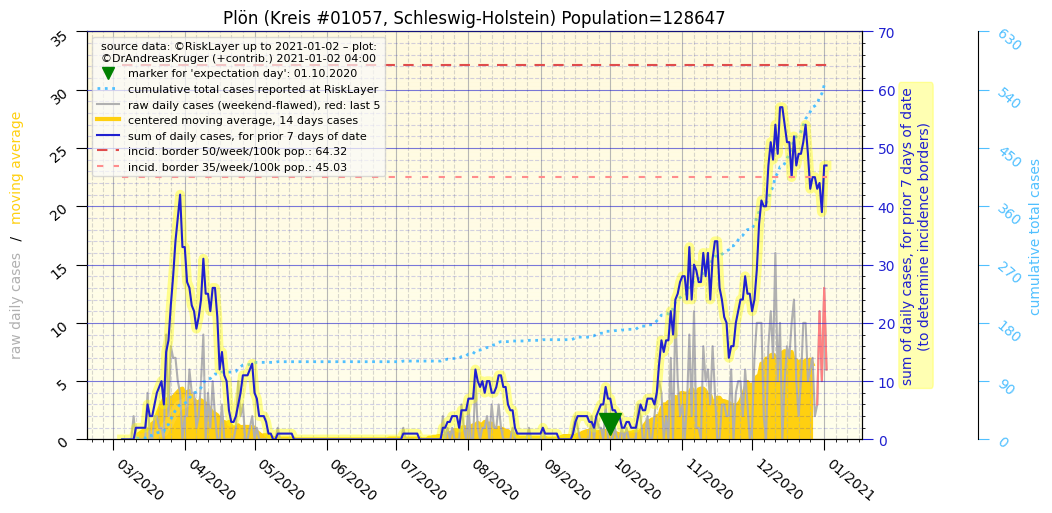 Plön (Kreis #01057, Schleswig-Holstein) Population=128647
source data: ©RiskLayer up to 2021-01-02 – plot:
©DrAndreasKruger (+contrib.) 2021-01-02 04:00
marker for 'expectation day': 01.10.2020
cumulative total cases reported at RiskLayer
raw daily cases (weekend-flawed), red: last 5
centered moving average, 14 days cases
sum of daily cases, for prior 7 days of date
incid. border 50/week/100k pop.: 64.32
incid. border 35/week/100k pop.: 45.03
raw daily cases / moving average
35
30
25
20
15
10
5
0
03/2020
04/2020
05/2020
06/2020
07/2020
08/2020
09/2020
10/2020
11/2020
12/2020
01/2021
70
60
50
40
30
20
10
0
sum of daily cases, for prior 7 days of date
(to determine incidence borders)
630
540
450
360
270
180
90
0
cumulative total cases